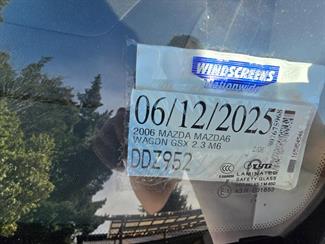 WINDSCREENS
Nationwide
06/12/2025
2006 MAZDA MAZDA6
WAGON GSX 2.3 M6
DDZ952
LAMINATED
SAFETY GLASS